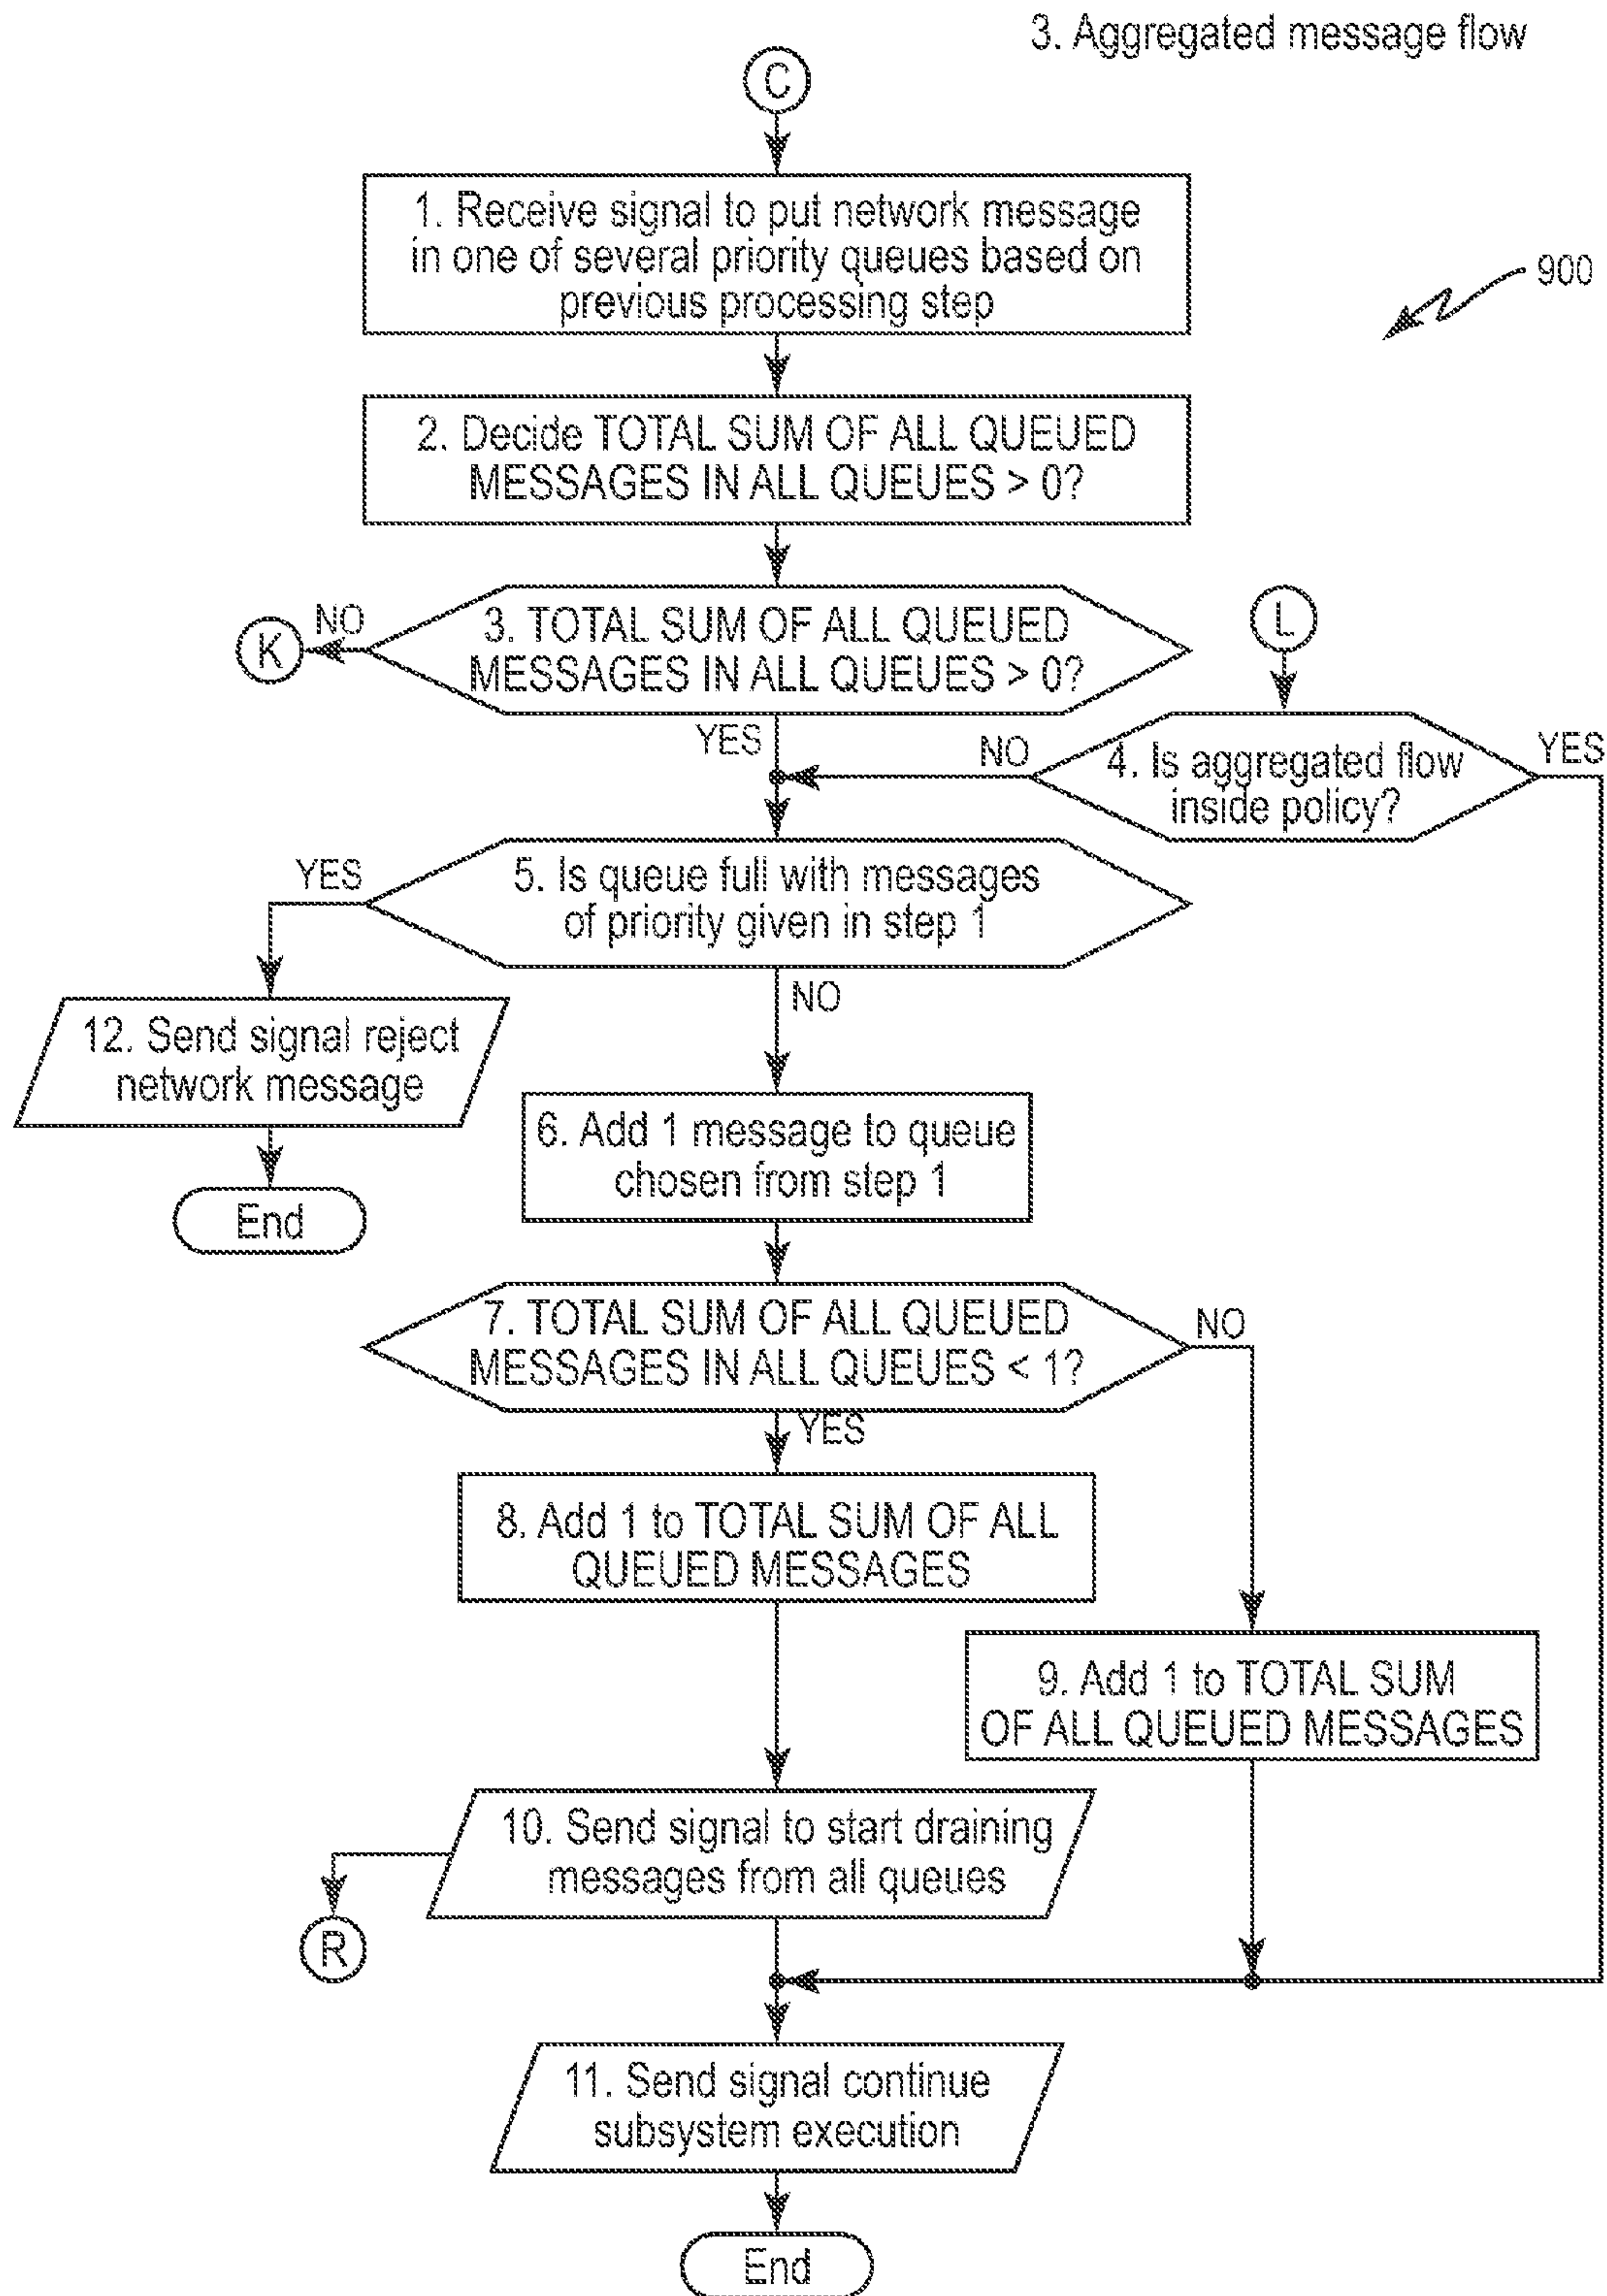 3. Aggregated message flow
C
1. Receive signal to put network message
in one of several priority queues based on
previous processing step
900
2. Decide TOTAL SUM OF ALL QUEUED
MESSAGES IN ALL QUEUES > 0?
NO
K
3. TOTAL SUM OF ALL QUEUED
MESSAGES IN ALL QUEUES > 0?
L
YES
NO
4. Is aggregated flow
inside policy?
YES
YES
5. Is queue full with messages
of priority given in step 1
NO
12. Send signal reject
network message
End
6. Add 1 message to queue
chosen from step 1
7. TOTAL SUM OF ALL QUEUED
MESSAGES IN ALL QUEUES < 1?
NO
YES
8. Add 1 to TOTAL SUM OF ALL
QUEUED MESSAGES
9. Add 1 to TOTAL SUM
OF ALL QUEUED MESSAGES
10. Send signal to start draining
messages from all queues
R
11. Send signal continue
subsystem execution
End